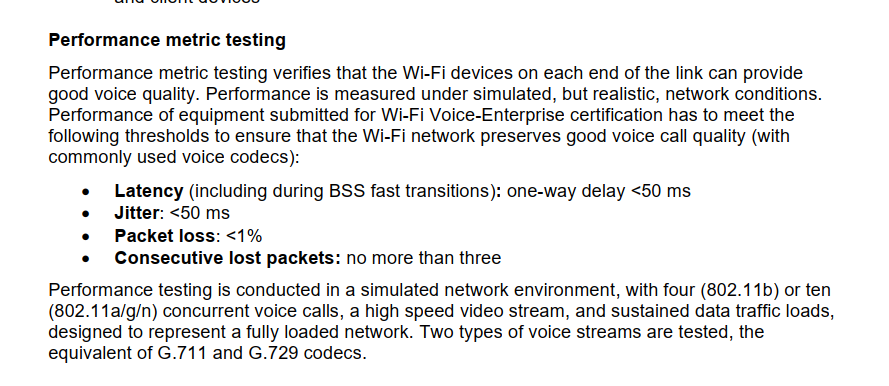 Performance metric testing
Performance metric testing verifies that the Wi-Fi devices on each end of the link can provide
good voice quality. Performance is measured under simulated, but realistic, network conditions.
Performance of equipment submitted for Wi-Fi Voice-Enterprise certification has to meet the
following thresholds to ensure that the Wi-Fi network preserves good voice call quality (with
commonly used voice codecs):
• Latency (including during BSS fast transitions): one-way delay <50 ms
• Jitter: <50 ms
• Packet loss: <1%
• Consecutive lost packets: no more than three
Performance testing is conducted in a simulated network environment, with four (802.11b) or ten
(802.11a/g/n) concurrent voice calls, a high speed video stream, and sustained data traffic loads,
designed to represent a fully loaded network. Two types of voice streams are tested, the
equivalent of G.711 and G.729 codecs.